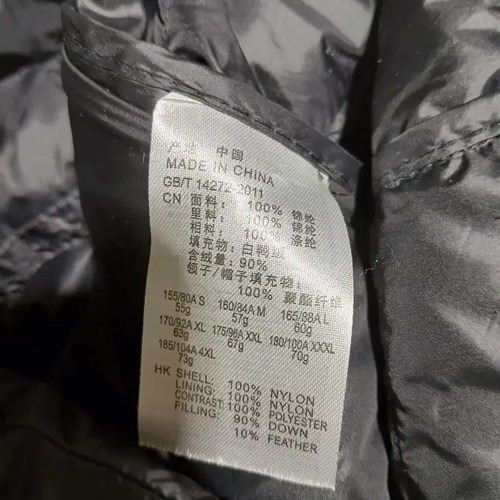 产地 中国
MADE IN CHINA
GB/T 14272-2011
CN 面料: 100% 锦纶
里料: 100% 锦纶
相料: 100% 涤纶
填充物: 白鸭绒
含绒量: 90%
领子/帽子填充物:
100% 聚酯纤维
155/80A S 160/84A M 165/88A L
55g 57g 60g
170/92A XL 175/96A XXL 180/100A XXXL
63g 67g 70g
185/104A 4XL
73g
HK SHELL: 100% NYLON
LINING: 100% NYLON
CONTRAST: 100% POLYESTER
FILLING: 90% DOWN
10% FEATHER